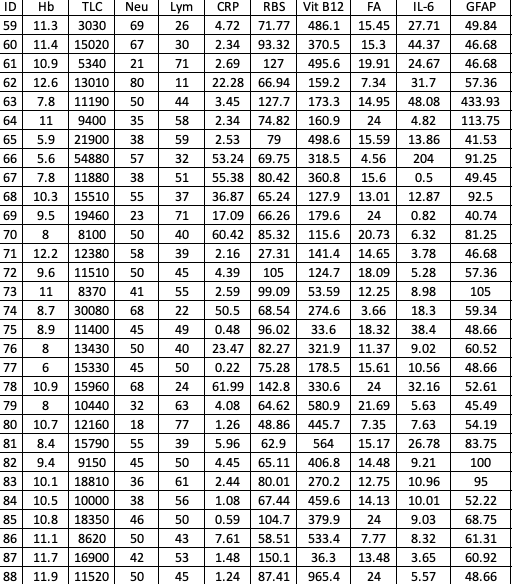 ID Hb TLC Neu Lym CRP RBS Vit B12 FA IL-6 GFAP
59 11.3 3030 69 26 4.72 71.77 486.1 15.45 27.71 49.84
60 11.4 15020 67 30 2.34 93.32 370.5 15.3 44.37 46.68
61 10.9 5340 21 71 2.69 127 495.6 19.91 24.67 46.68
62 12.6 13010 80 11 22.28 66.94 159.2 7.34 31.7 57.36
63 7.8 11190 50 44 3.45 127.7 173.3 14.95 48.08 433.93
64 11 9400 35 58 2.34 74.82 160.9 24 4.82 113.75
65 5.9 21900 38 59 2.53 79 498.6 15.59 13.86 41.53
66 5.6 54880 57 32 53.24 69.75 318.5 4.56 204 91.25
67 7.8 11880 38 51 55.38 80.42 360.8 15.6 0.5 49.45
68 10.3 15510 55 37 36.87 65.24 127.9 13.01 12.87 92.5
69 9.5 19460 23 71 17.09 66.26 179.6 24 0.82 40.74
70 8 8100 50 40 60.42 85.32 115.6 20.73 6.32 81.25
71 12.2 12380 58 39 2.16 27.31 141.4 14.65 3.78 46.68
72 9.6 11510 50 45 4.39 105 124.7 18.09 5.28 57.36
73 11 8370 41 55 2.59 99.09 53.59 12.25 8.98 105
74 8.7 30080 68 22 50.5 68.54 274.6 3.66 18.3 59.34
75 8.9 11400 45 49 0.48 96.02 33.6 18.32 38.4 48.66
76 8 13430 50 40 23.47 82.27 321.9 11.37 9.02 60.52
77 6 15330 45 50 0.22 75.28 178.5 15.61 10.56 48.66
78 10.9 15960 68 24 61.99 142.8 330.6 24 32.16 52.61
79 8 10440 32 63 4.08 64.62 580.9 21.69 5.63 45.49
80 10.7 12160 18 77 1.26 48.86 445.7 7.35 7.63 54.19
81 8.4 15790 55 39 5.96 62.9 564 15.17 26.78 83.75
82 9.4 9150 45 50 4.45 65.11 406.8 14.48 9.21 100
83 10.1 18810 36 61 2.44 80.01 270.2 12.75 10.96 95
84 10.5 10000 38 56 1.08 67.44 459.6 14.13 10.01 52.22
85 10.8 18350 46 50 0.59 104.7 379.9 24 9.03 68.75
86 11.1 8620 50 43 7.61 58.51 533.4 7.77 8.32 61.31
87 11.7 16900 42 53 1.48 150.1 36.3 13.48 3.65 60.92
88 11.9 11520 50 45 1.24 87.41 965.4 24 5.57 48.66